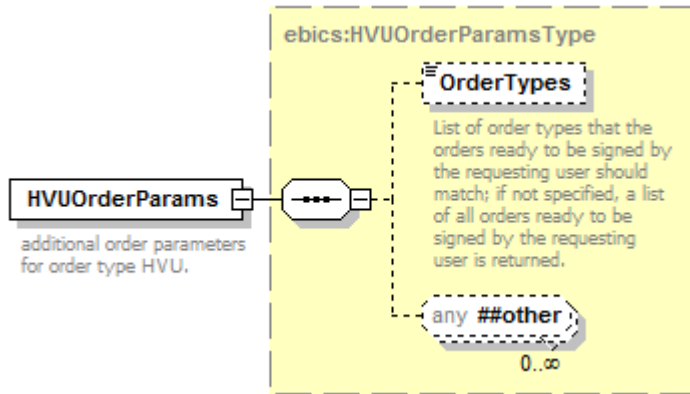 ebics:HVUOrderParamsType
OrderTypes
List of order types that the
orders ready to be signed by
the requesting user should
match; if not specified, a list
of all orders ready to be
signed by the requesting
user is returned.
HVUOrderParams
additional order parameters
for order type HVU.
any ##other
0..∞